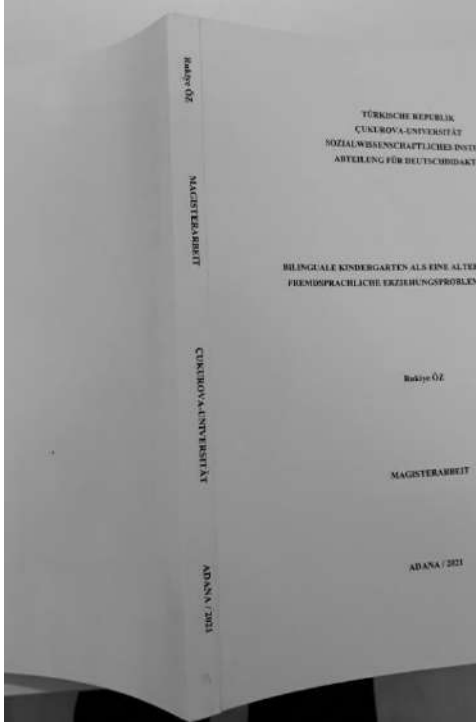 Rukiye ÖZ
MAGISTERARBEIT
ÇUKUROVA-UNIVERSITÄT
ADANA / 2021
TÜRKISCHE REPUBLIK
ÇUKUROVA-UNIVERSITÄT
SOZIALWISSENSCHAFTLICHES INSTI
ABTEILUNG FÜR DEUTSCHDIDAKT
BILINGUALE KINDERGARTEN ALS EINE ALTER
FREMDSPRACHLICHE ERZIEHUNGSPROBLEM
Rukiye ÖZ
MAGISTERARBEIT
ADANA / 2021